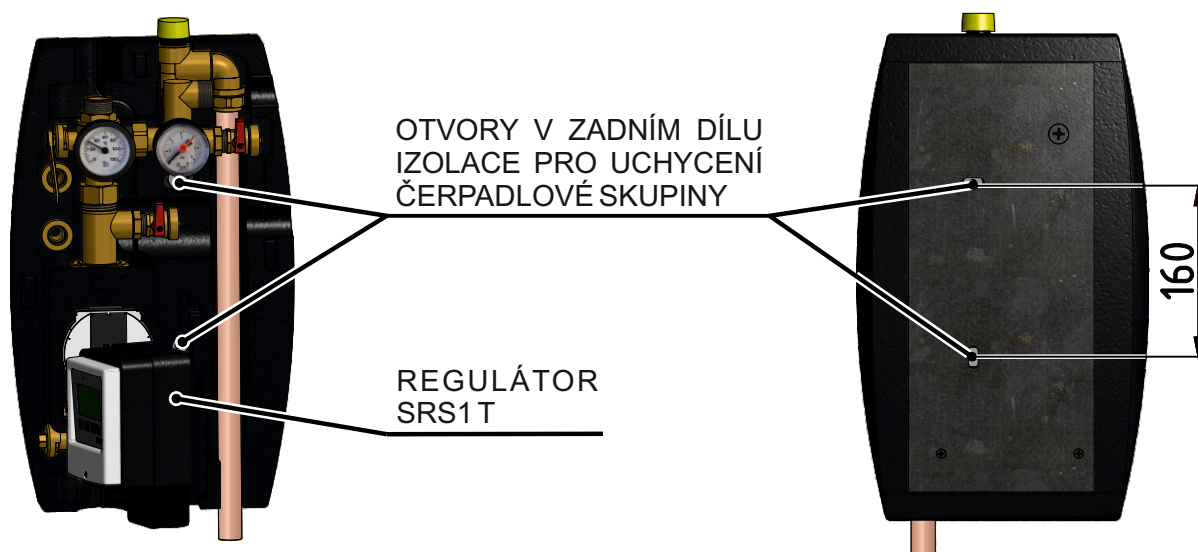 OTVORY V ZADNÍM DÍLU
IZOLACE PRO UCHYCENÍ
ČERPADLOVÉ SKUPINY
160
REGULÁTOR
SRS1 T